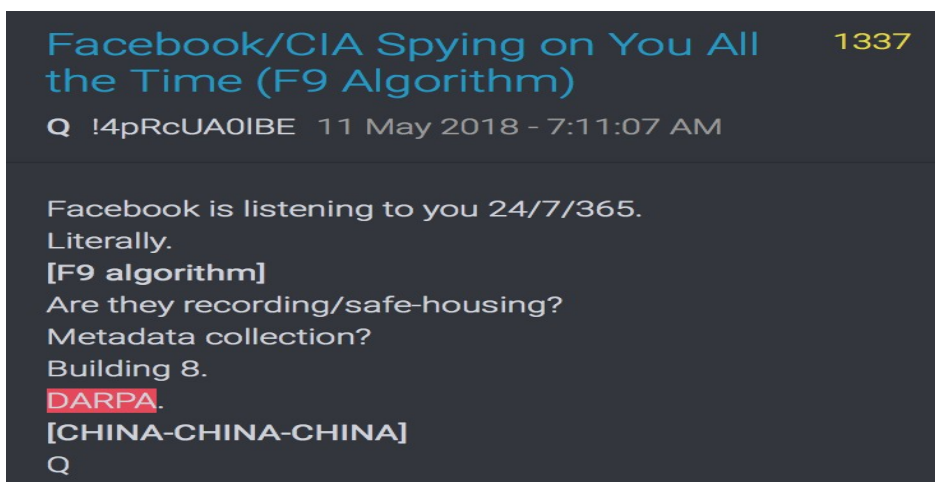 Facebook/CIA Spying on You All
the Time (F9 Algorithm)
1337
Q !4pRcUA0lBE 11 May 2018 - 7:11:07 AM
Facebook is listening to you 24/7/365.
Literally.
[F9 algorithm]
Are they recording/safe-housing?
Metadata collection?
Building 8.
DARPA.
[CHINA-CHINA-CHINA]
Q